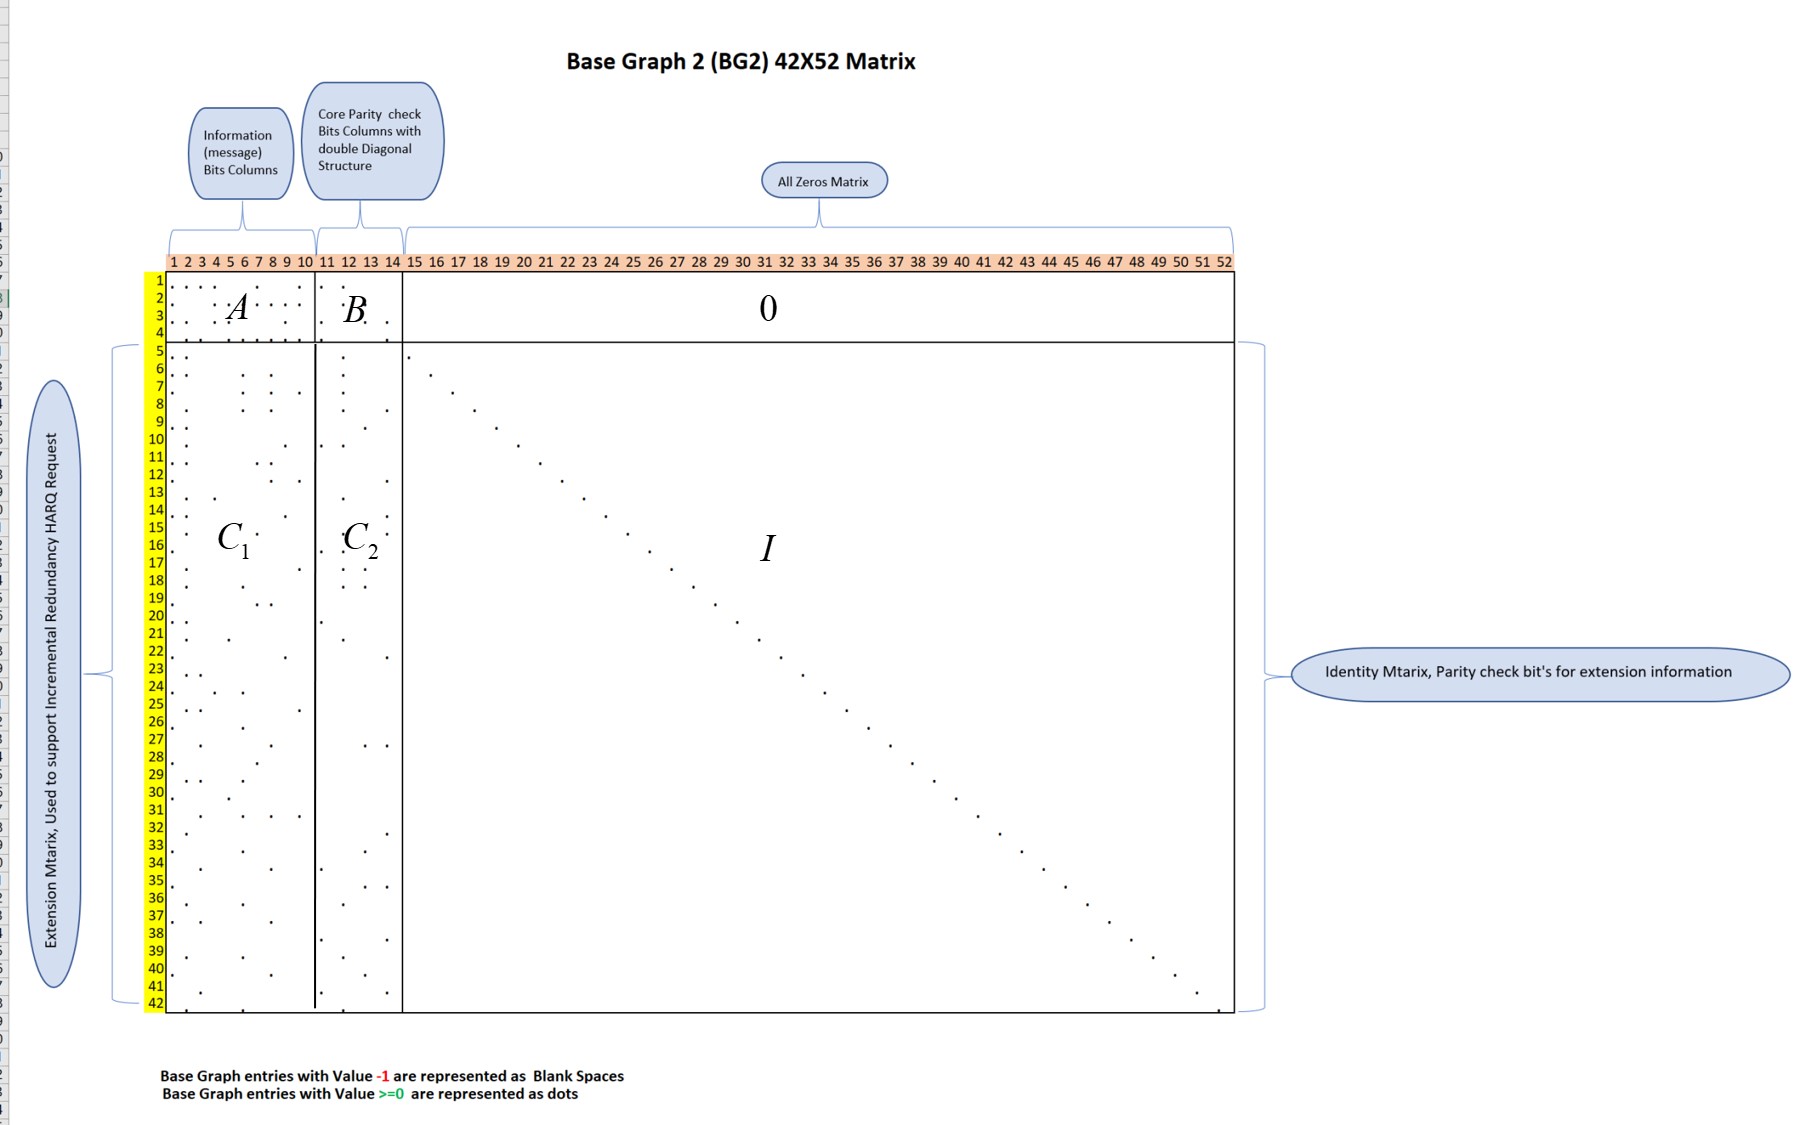 Base Graph 2 (BG2) 42X52 Matrix
Information
(message)
Bits Columns
Core Parity check
Bits Columns with
double Diagonal
Structure
All Zeros Matrix
1 2 3 4 5 6 7 8 9 10 11 12 13 14 15 16 17 18 19 20 21 22 23 24 25 26 27 28 29 30 31 32 33 34 35 36 37 38 39 40 41 42 43 44 45 46 47 48 49 50 51 52
1
2
3
4
A
B
0
5
6
7
8
9
10
11
12
13
14
15
16
17
18
19
20
21
22
23
24
25
26
27
28
29
30
31
32
33
34
35
36
37
38
39
40
41
42
C1
C2
I
Extension Mtarix, Used to support Incremental Redundancy HARQ Request
Identity Mtarix, Parity check bit's for extension information
Base Graph entries with Value -1 are represented as Blank Spaces
Base Graph entries with Value >=0 are represented as dots